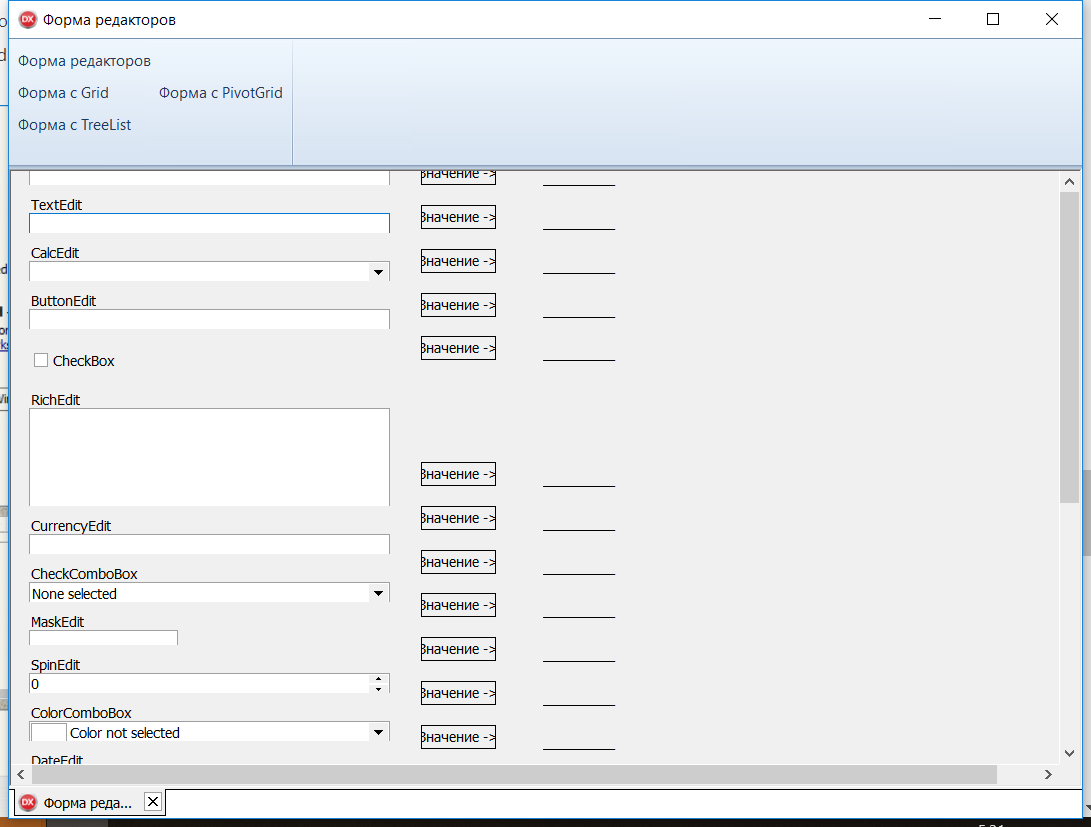 Форма редакторов
Форма редакторов
Форма с Grid Форма с PivotGrid
Форма с TreeList
Значение ->
TextEdit
Значение ->
CalcEdit
Значение ->
ButtonEdit
Значение ->
Значение ->
CheckBox
RichEdit
Значение ->
CurrencyEdit
Значение ->
CheckComboBox
Значение ->
None selected
MaskEdit
Значение ->
SpinEdit
Значение ->
0
Значение ->
ColorComboBox
Color not selected
Значение ->
DateEdit
DX Форма реда...